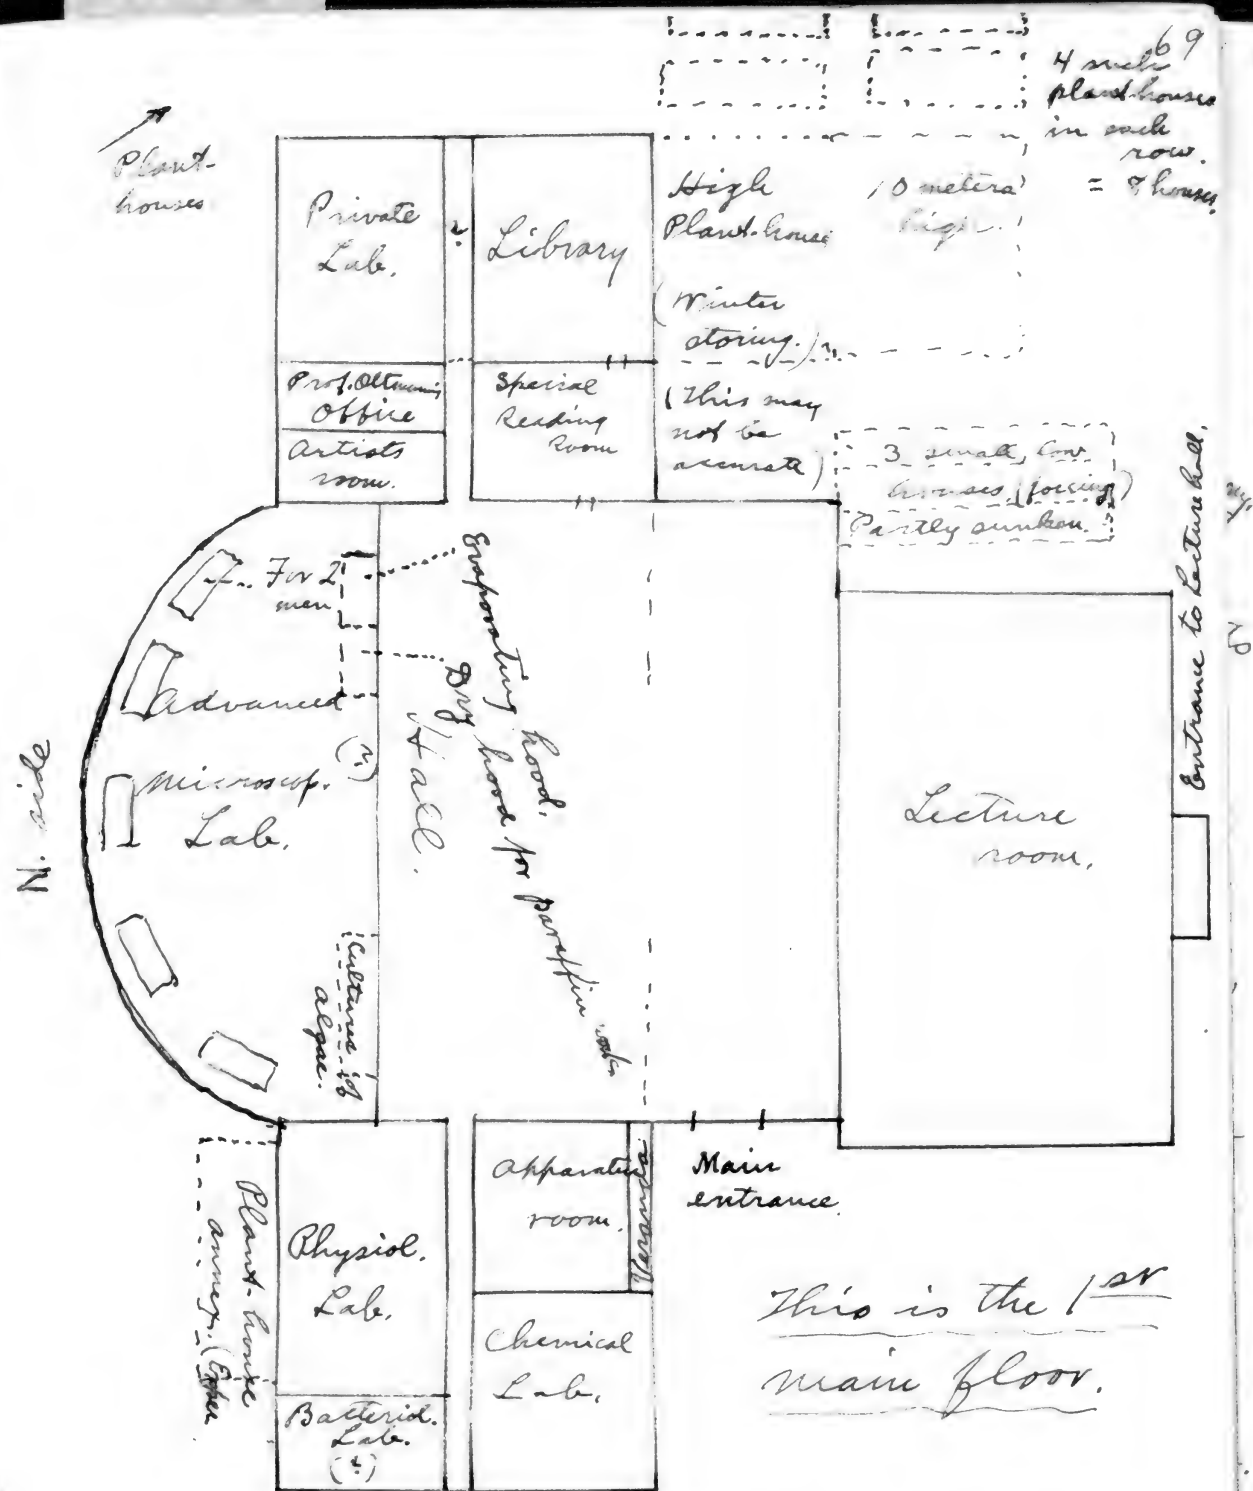 69
4 such
plant-houses
in each
row.
= 8 houses.
Plant-
houses
Private
Lab.
?
Library
High
Plant-house
10 meters
high.
(Winter
storing.)
Prof. Oltmanns
Office
Artists
room.
Special
Reading
Room
(This may
not be
accurate)
3 small, low
houses (forcing)
Partly sunken.
Entrance to Lecture hall.
For 2
men
Evaporating hood.
Dry hood for paraffin work
Advanced
(?)
Microscop.
Lab.
Hall.
N. side
Lecture
room.
Cultures of
algae.
Apparatus
room.
Main
entrance.
Plant-house
annex. (Exper
Physiol.
Lab.
Chemical
Lab.
Bacteriol.
Lab.
(?)
This is the 1st
main floor.